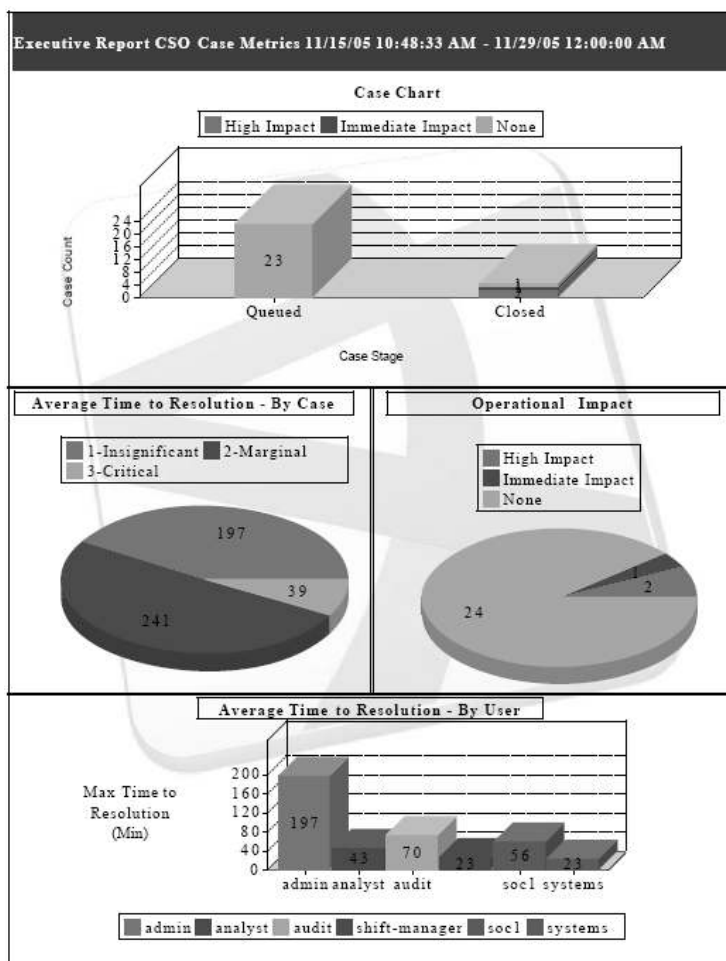 Executive Report CSO Case Metrics 11/15/05 10:48:33 AM - 11/29/05 12:00:00 AM
Case Chart
High Impact Immediate Impact None
Case Count
24
20
16
12
8
4
0
23
1
Queued Closed
Case Stage
Average Time to Resolution - By Case
1-Insignificant 2-Marginal
3-Critical
197
39
241
Operational Impact
High Impact
Immediate Impact
None
1
2
24
Average Time to Resolution - By User
Max Time to
Resolution
(Min)
200
160
120
80
40
0
197 43 70 23 56 23
admin analyst audit soc1 systems
admin analyst audit shift-manager soc1 systems